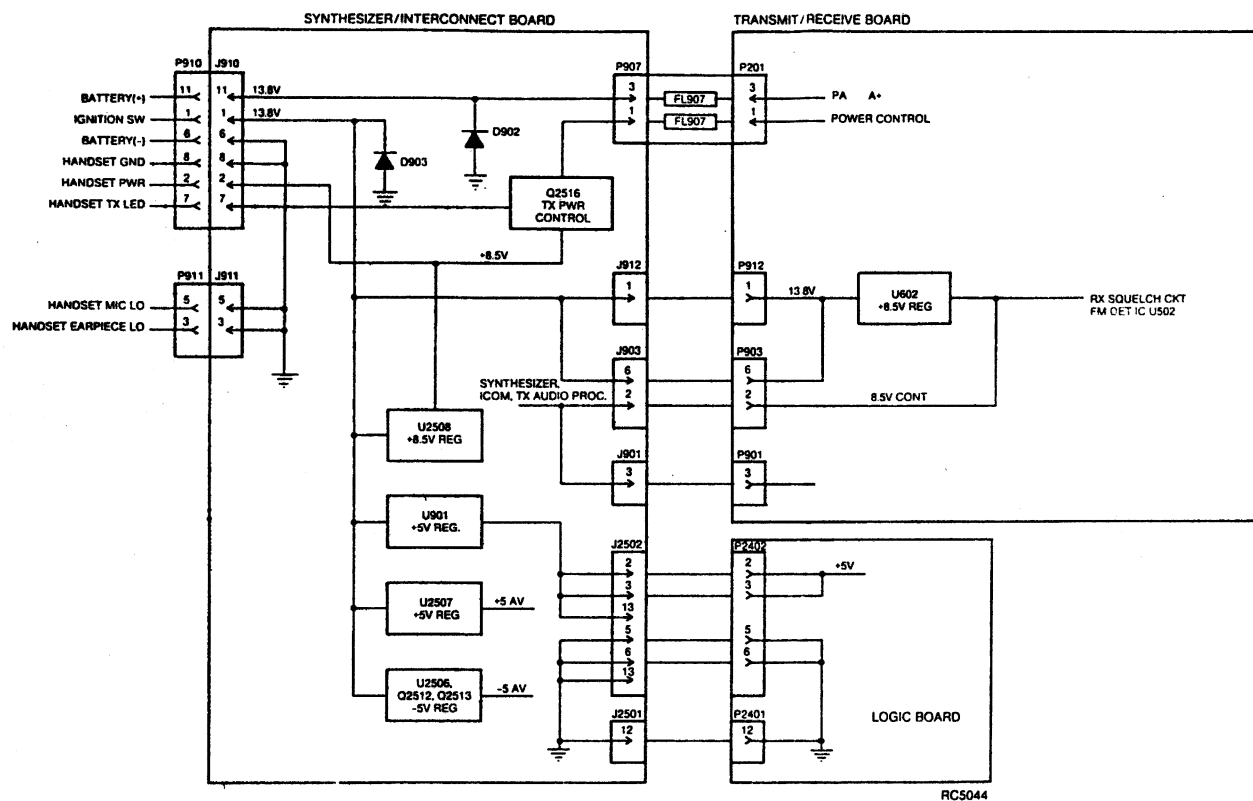 SYNTHESIZER/INTERCONNECT BOARD
TRANSMIT/RECEIVE BOARD
P910 J910
BATTERY(+) 11 11 13.8V
IGNITION SW 1 1 13.8V
BATTERY(-) 6 6
HANDSET GND 8 8
HANDSET PWR 2 2
HANDSET TX LED 7 7
D902
D903
P907
3
1
FL907
FL907
P201
3
1
PA A+
POWER CONTROL
Q2516
TX PWR
CONTROL
+8.5V
P911 J911
HANDSET MIC LO 5 5
HANDSET EARPIECE LO 3 3
J912
1
P912
1
13.8V
U602
+8.5V REG
RX SQUELCH CKT
FM DET IC U502
J903
6
2
P903
6
2
8.5V CONT
SYNTHESIZER,
ICOM, TX AUDIO PROC.
U2508
+8.5V REG
J901
3
P901
3
U901
+5V REG.
U2507
+5V REG
+5 AV
U2506,
Q2512, Q2513
-5V REG
-5 AV
J2502
2
3
13
5
6
13
P2402
2
3
5
6
+5V
J2501
12
P2401
12
LOGIC BOARD
RC5044